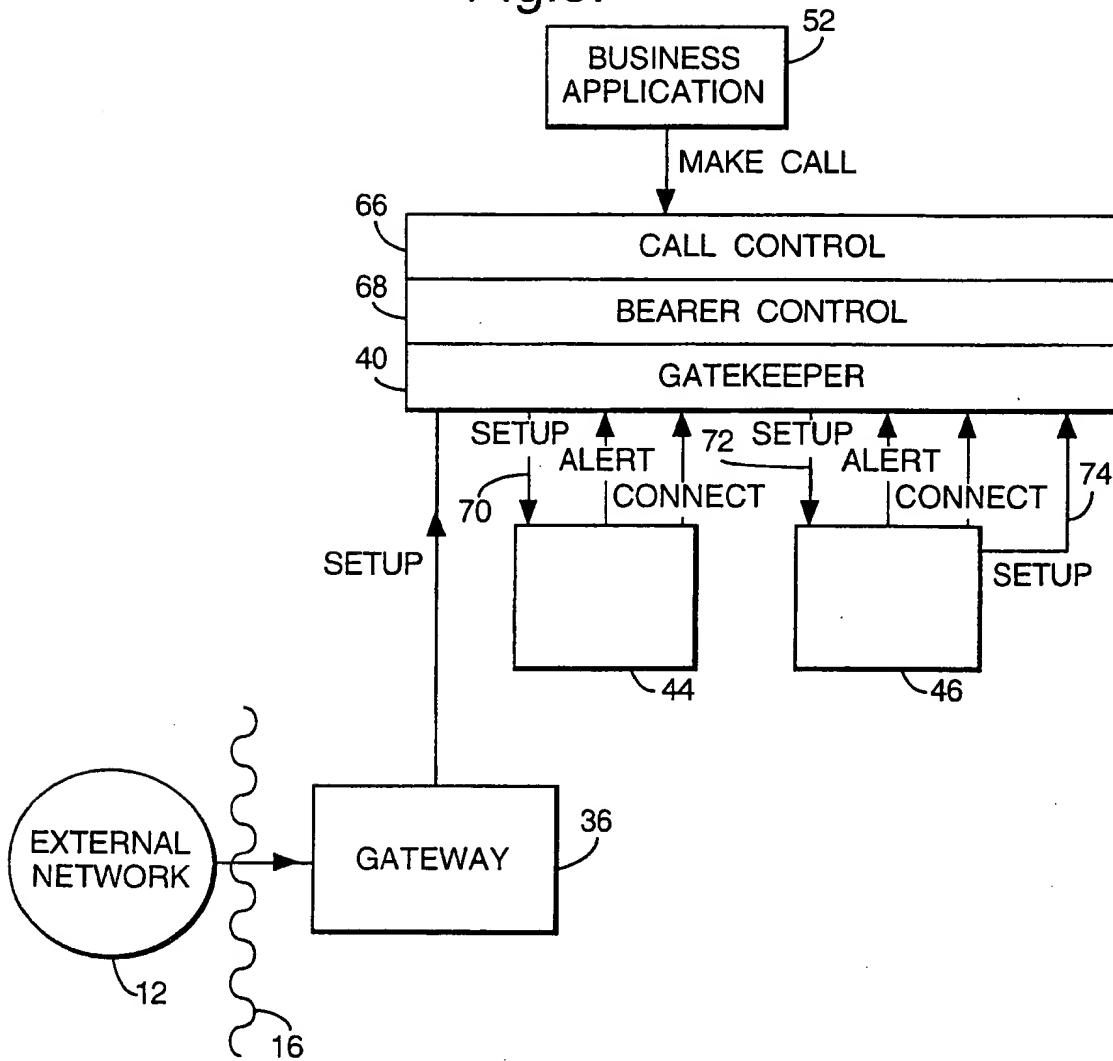 52
BUSINESS
APPLICATION
MAKE CALL
66
CALL CONTROL
68
BEARER CONTROL
40
GATEKEEPER
SETUP
72
SETUP
ALERT
ALERT
74
70
CONNECT
CONNECT
SETUP
SETUP
44
46
36
EXTERNAL
NETWORK
GATEWAY
12
16